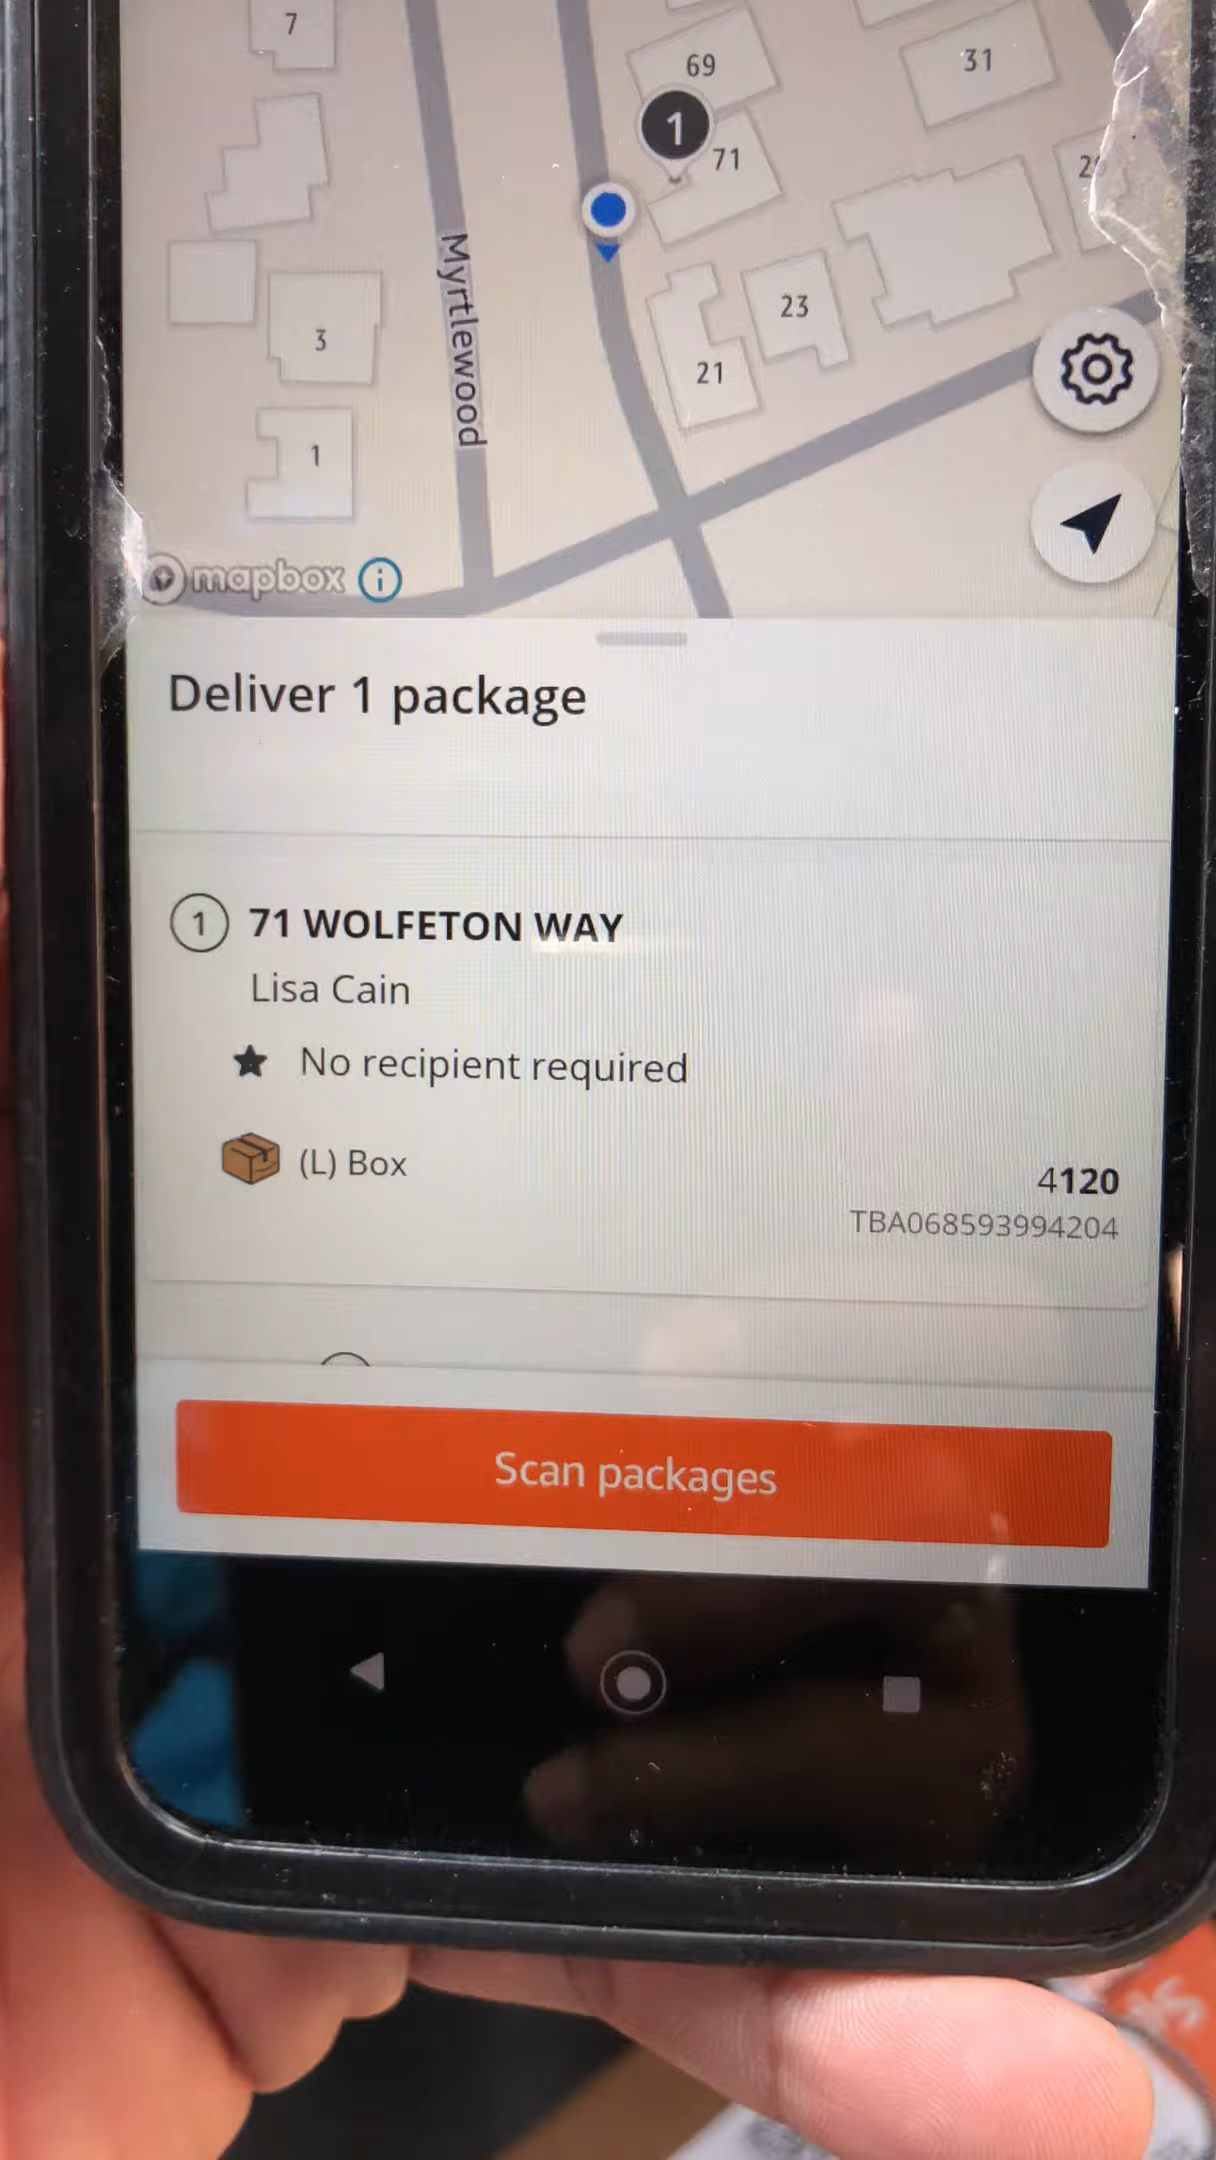 7
69
31
1
71
Myrtlewood
3
23
21
1
mapbox
i
Deliver 1 package
1 71 WOLFETON WAY
Lisa Cain
No recipient required
(L) Box
4120
TBA068593994204
Scan packages